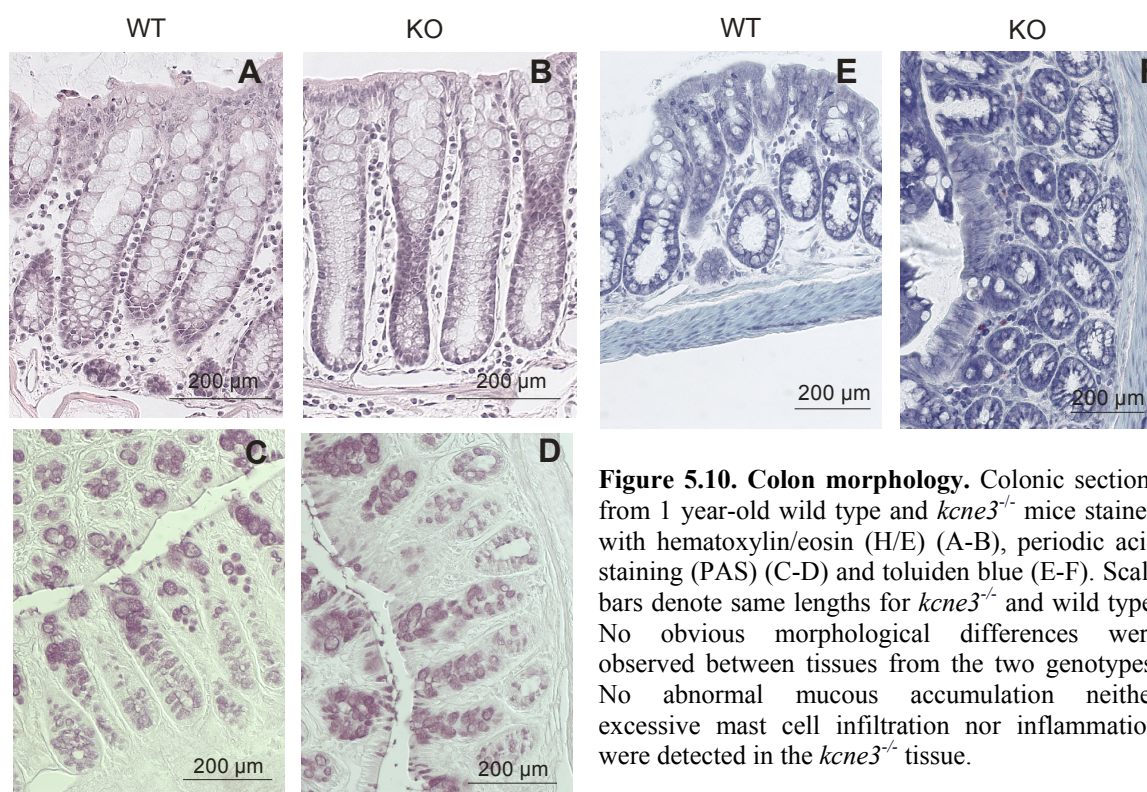 WT
KO
WT
KO
A
B
E
200 µm
200 µm
200 µm
200 µm
C
D
200 µm
200 µm
Figure 5.10. Colon morphology. Colonic section
from 1 year-old wild type and kcne3-/- mice staine
with hematoxylin/eosin (H/E) (A-B), periodic aci
staining (PAS) (C-D) and toluiden blue (E-F). Scal
bars denote same lengths for kcne3-/- and wild type
No obvious morphological differences wer
observed between tissues from the two genotypes
No abnormal mucous accumulation neithe
excessive mast cell infiltration nor inflammatio
were detected in the kcne3-/- tissue.